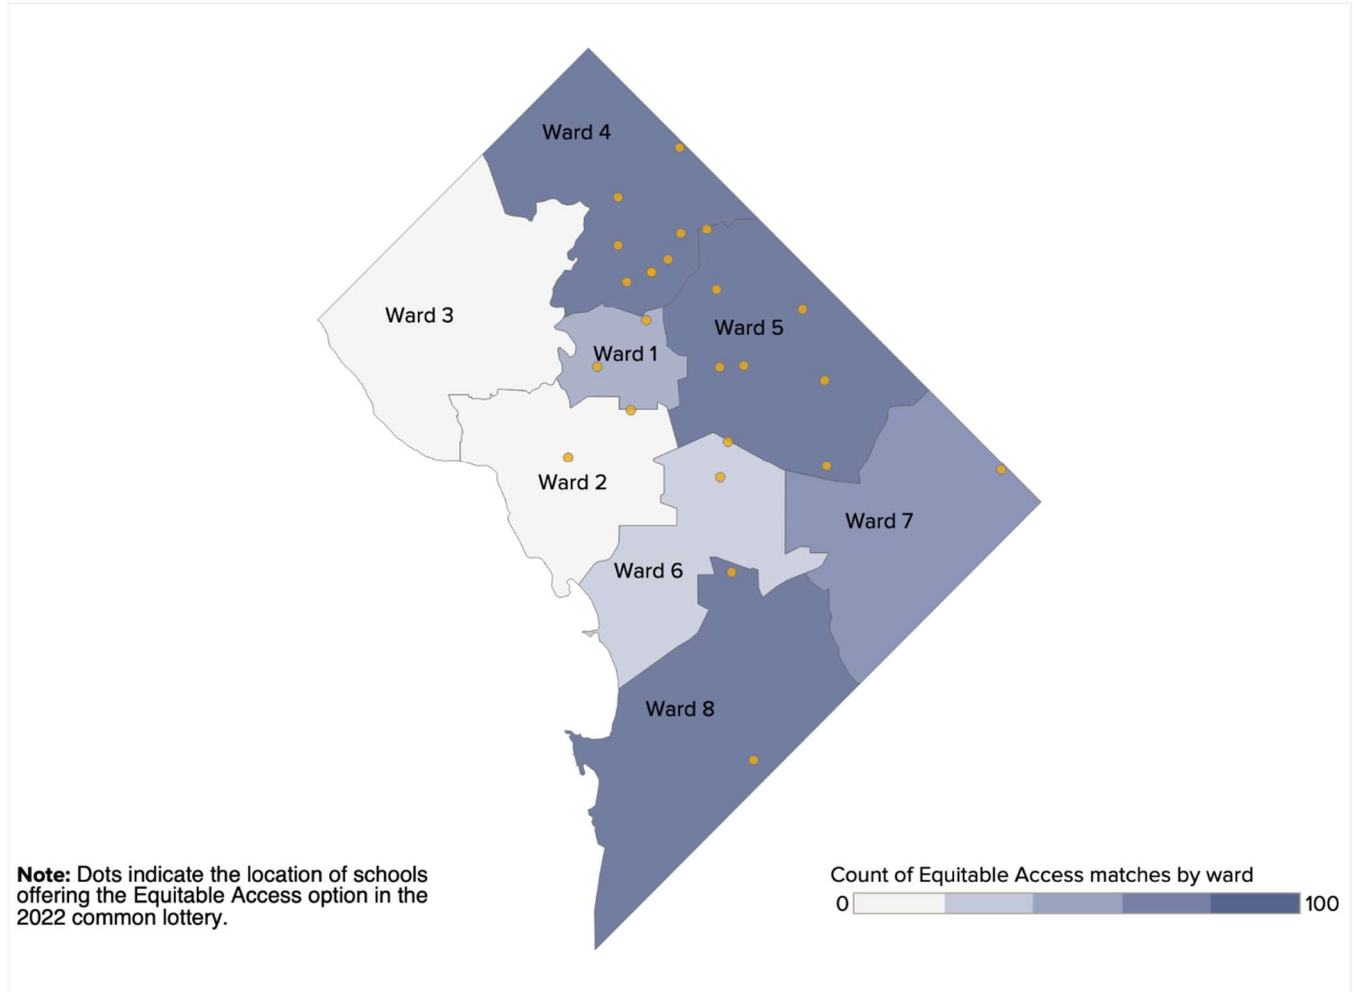 Ward 4
Ward 3
Ward 5
Ward 1
Ward 2
Ward 7
Ward 6
Ward 8
Note: Dots indicate the location of schools
offering the Equitable Access option in the
2022 common lottery.
Count of Equitable Access matches by ward
0 100